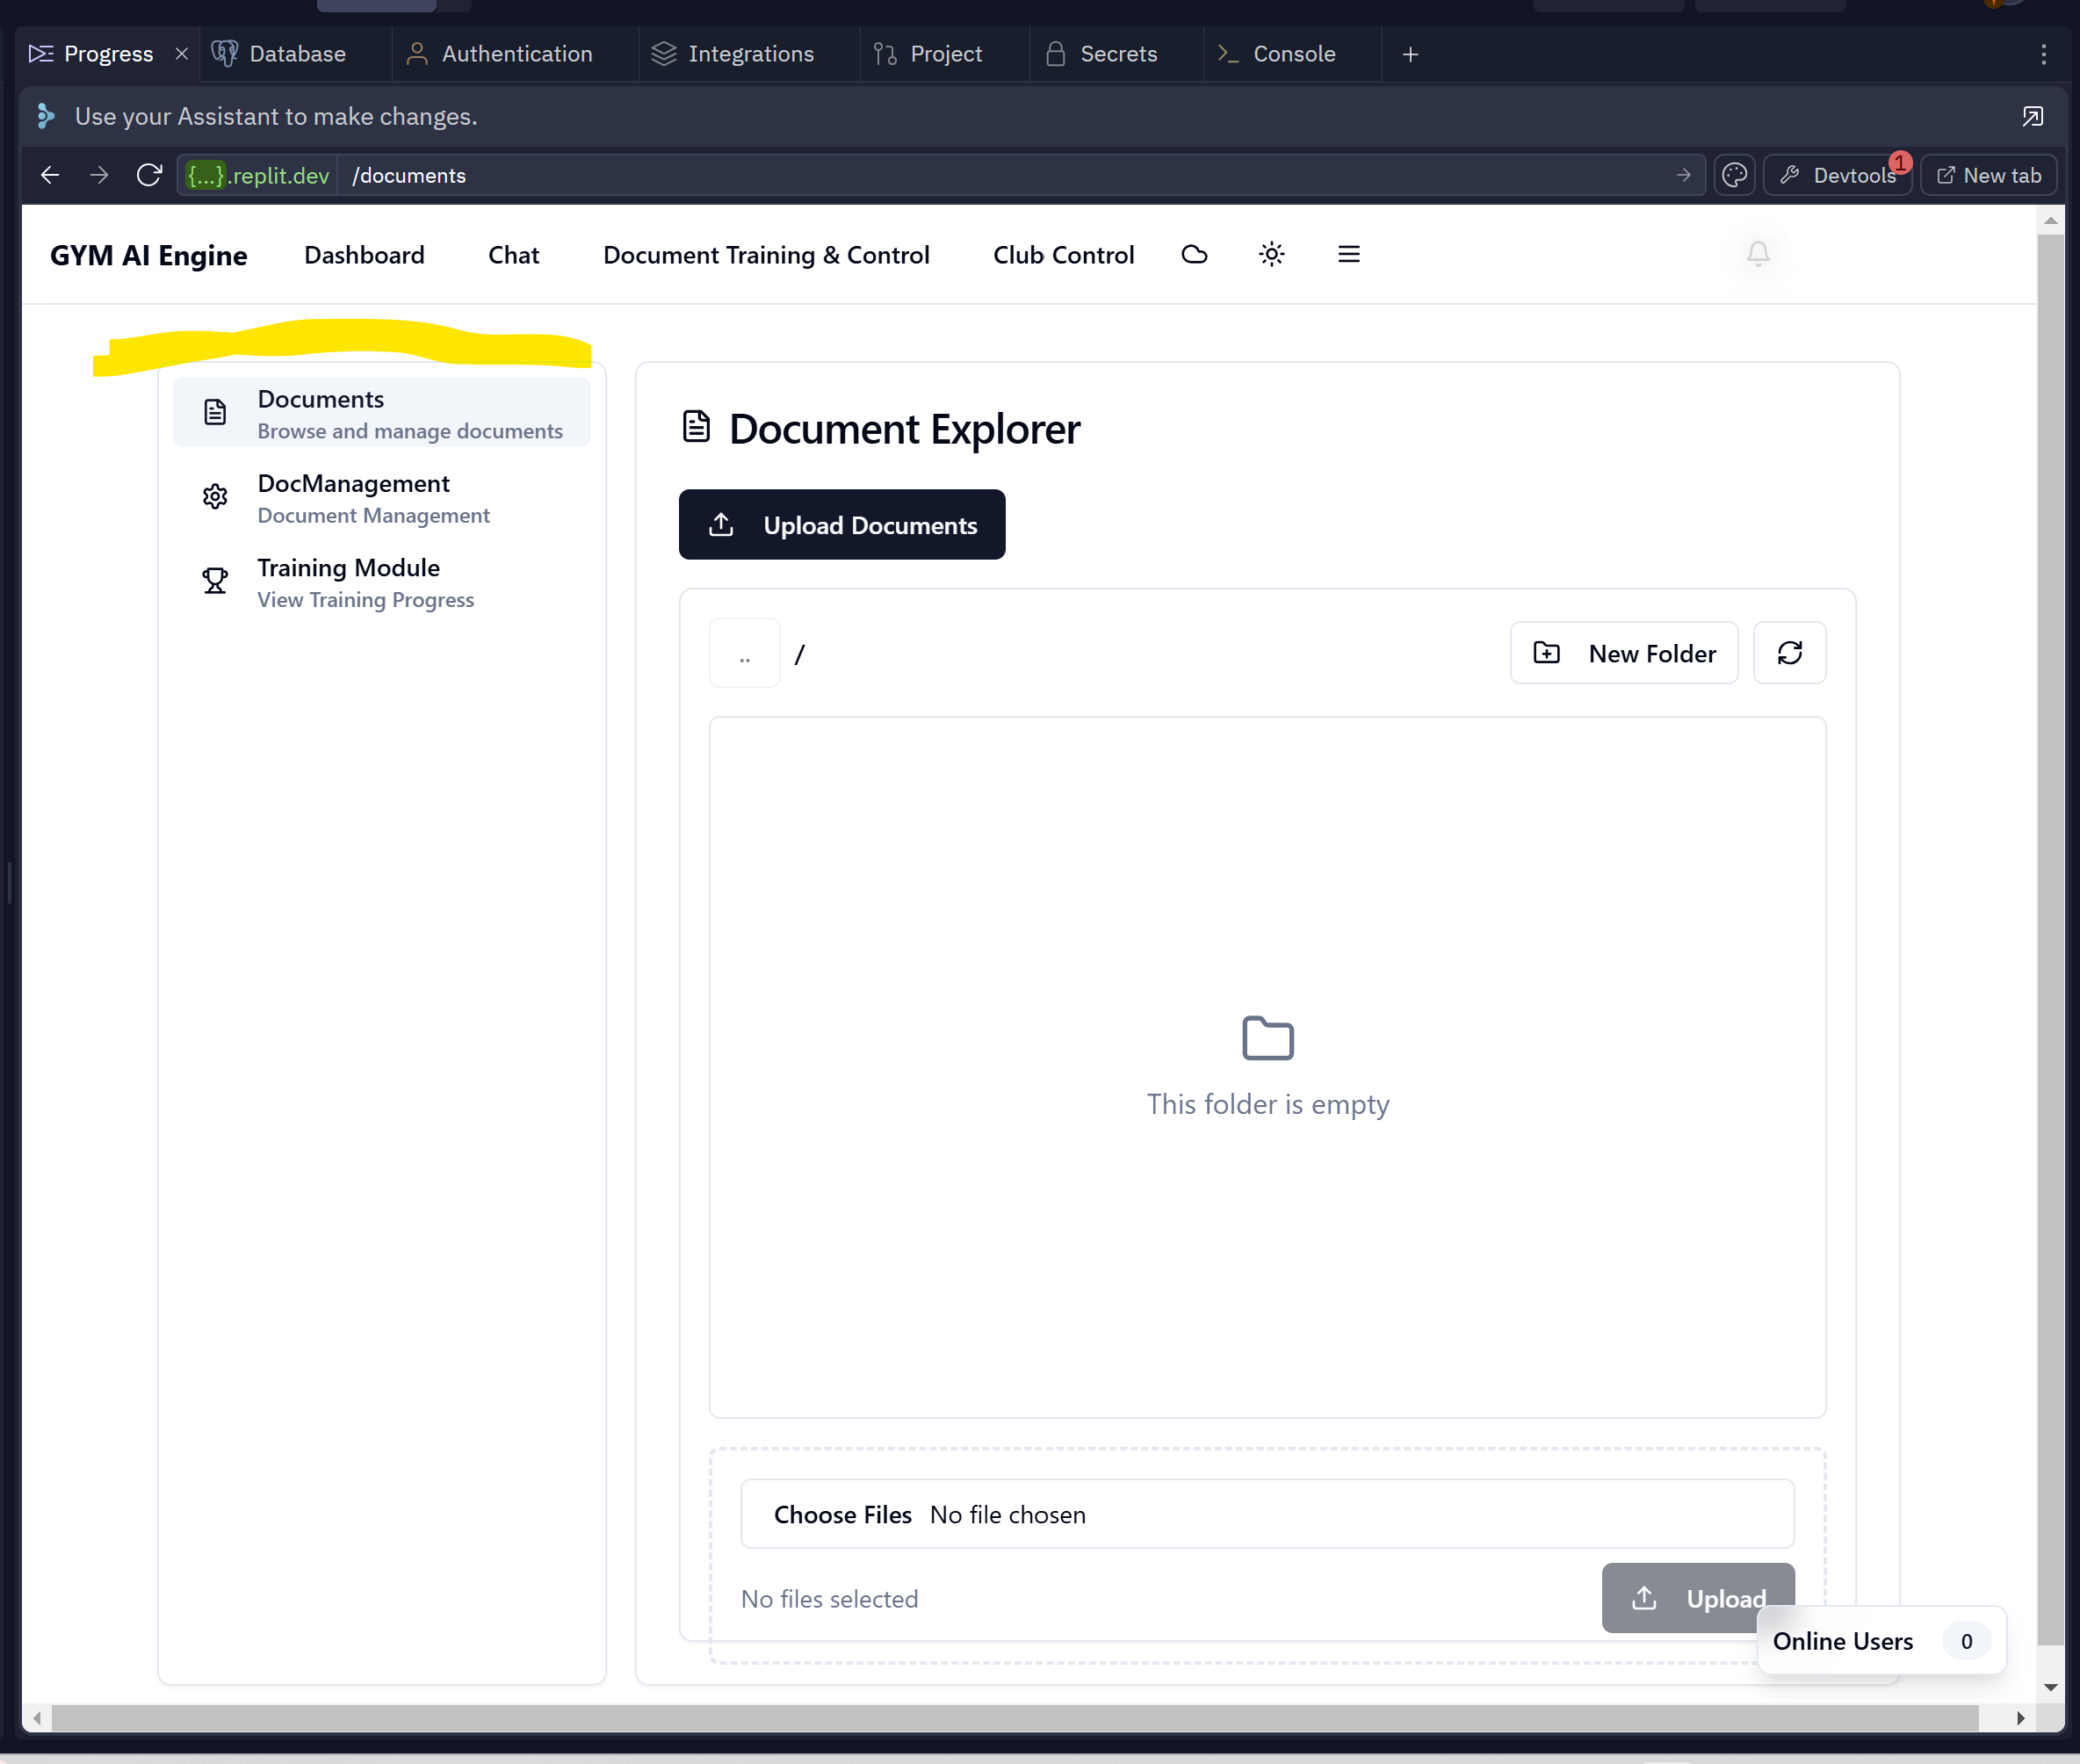 Progress Database Authentication Integrations Project Secrets Console
Use your Assistant to make changes.
{...}.replit.dev /documents Devtools 1 New tab
GYM AI Engine Dashboard Chat Document Training & Control Club Control
Documents
Browse and manage documents
DocManagement
Document Management
Training Module
View Training Progress
Document Explorer
Upload Documents
.. / New Folder
This folder is empty
Choose Files No file chosen
No files selected Upload
Online Users 0